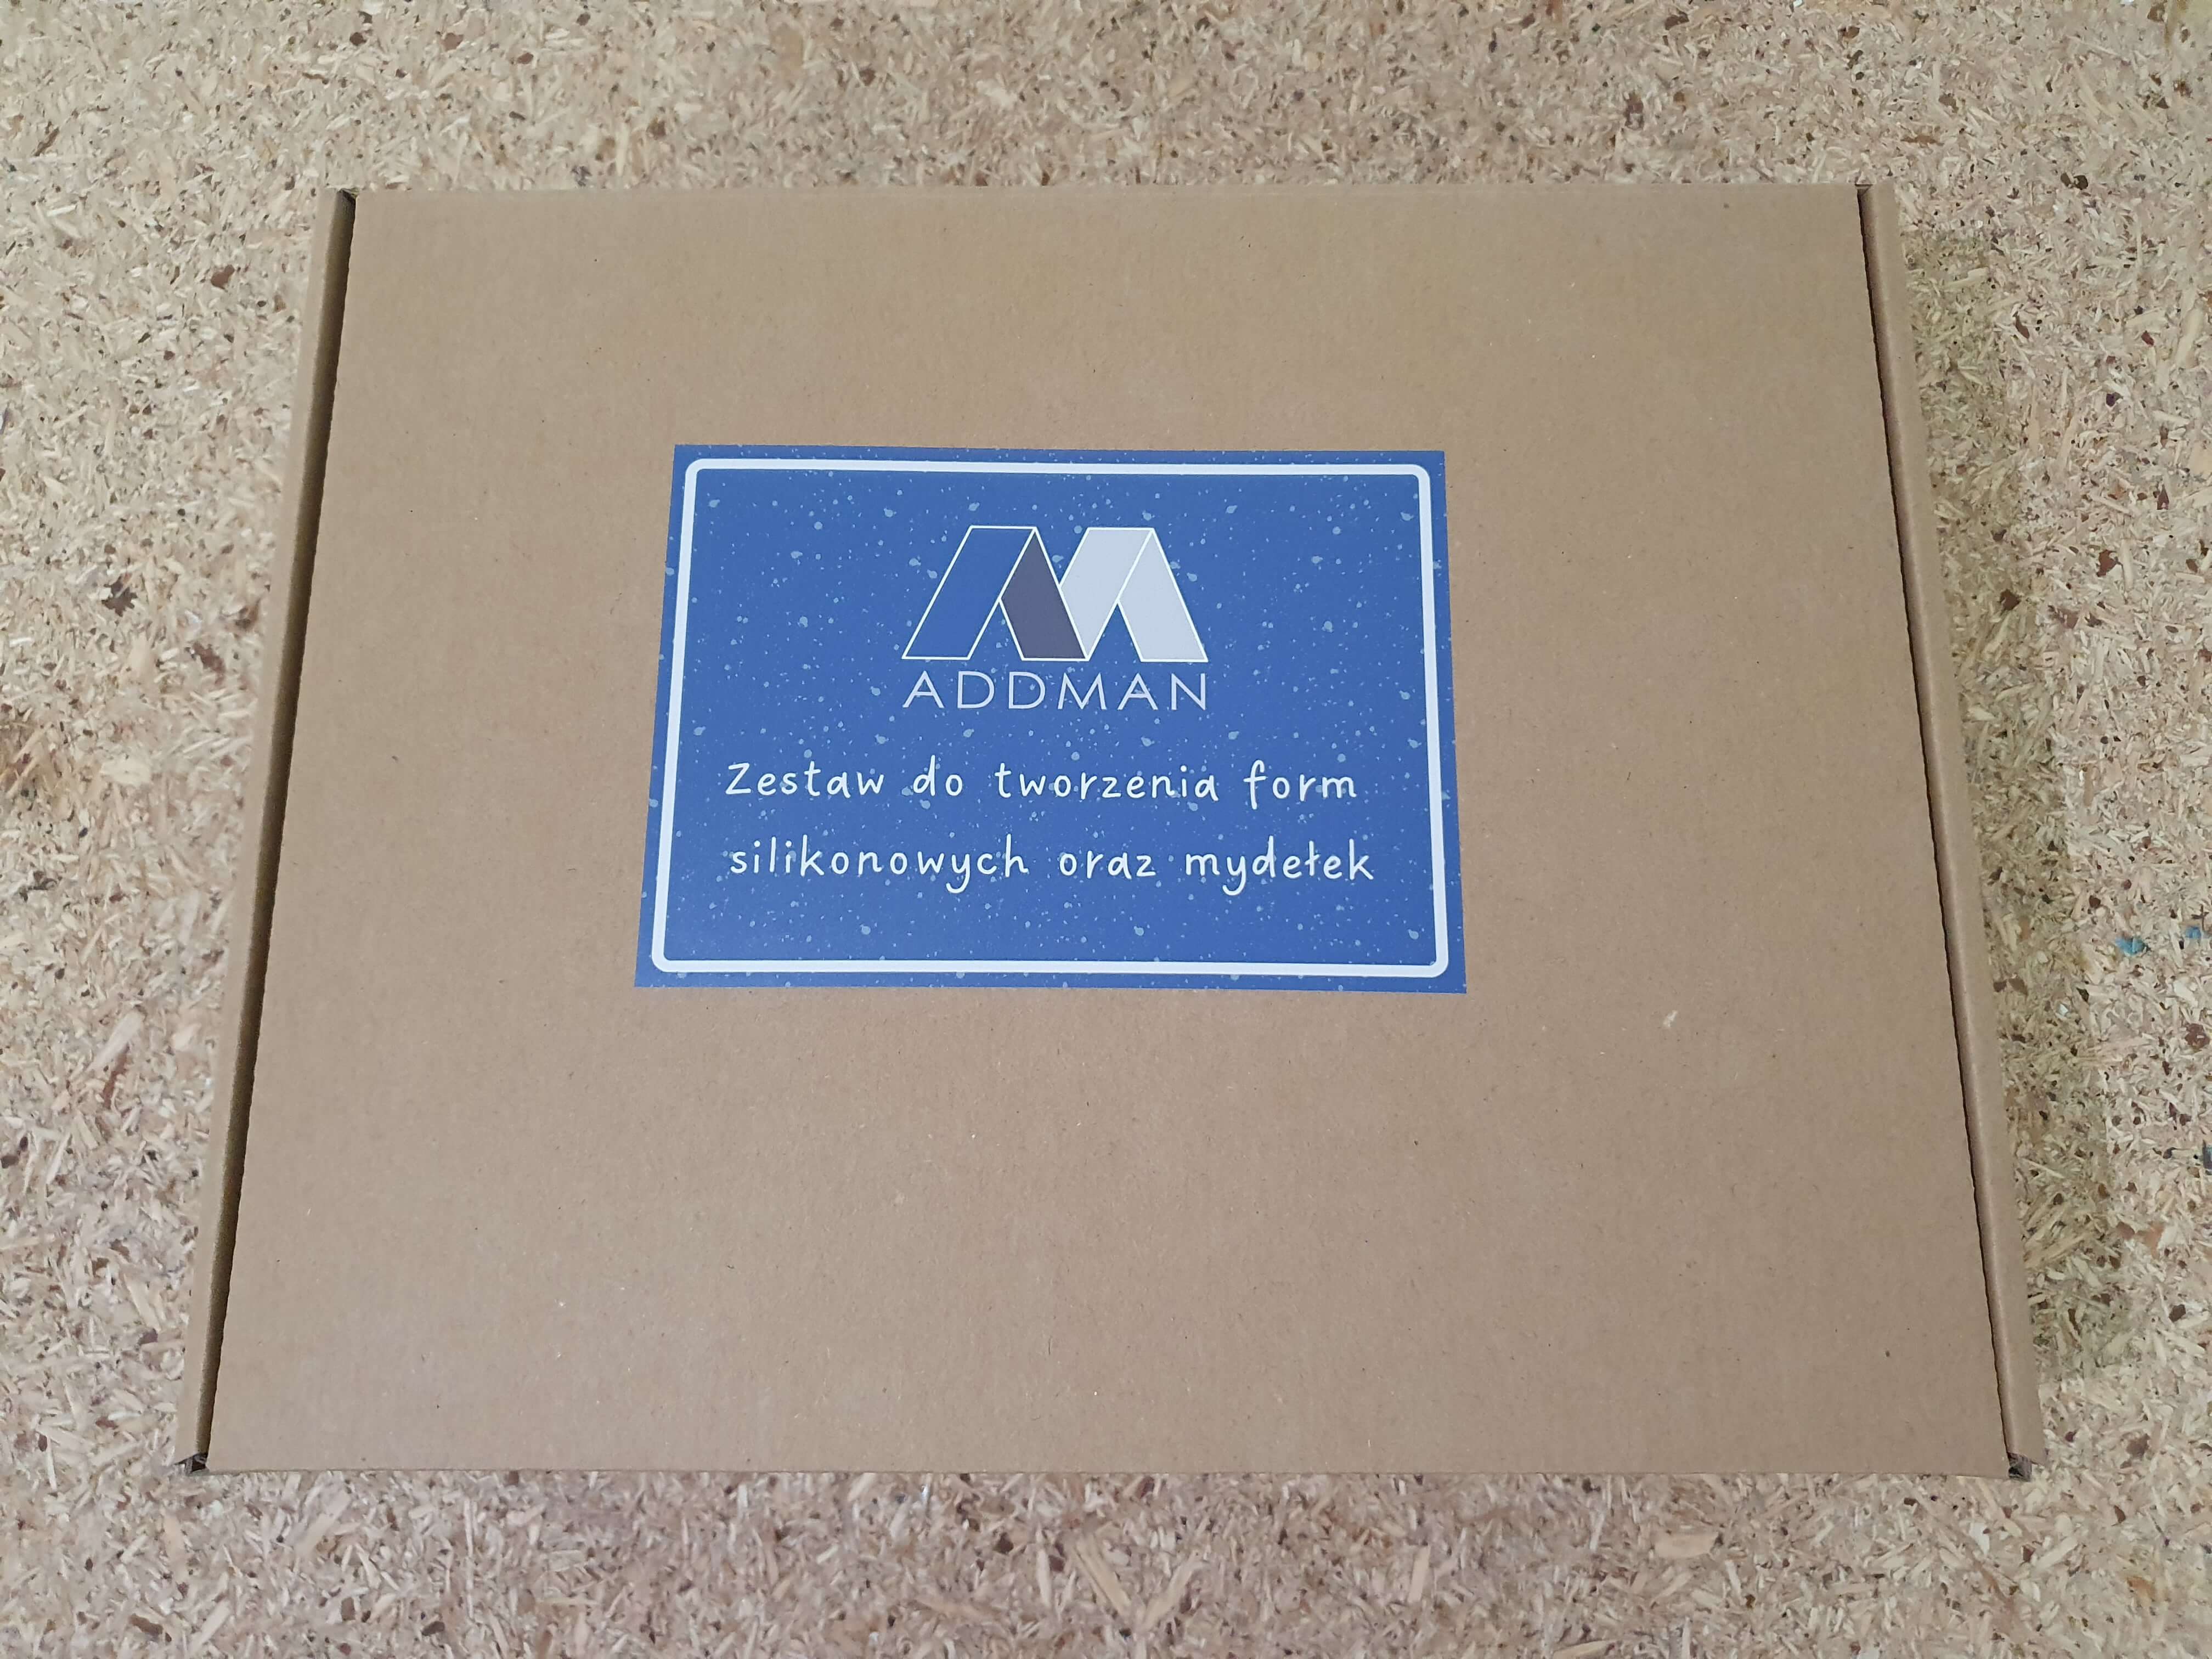 ADDMAN
Zestaw do tworzenia form
silikonowych oraz mydełek